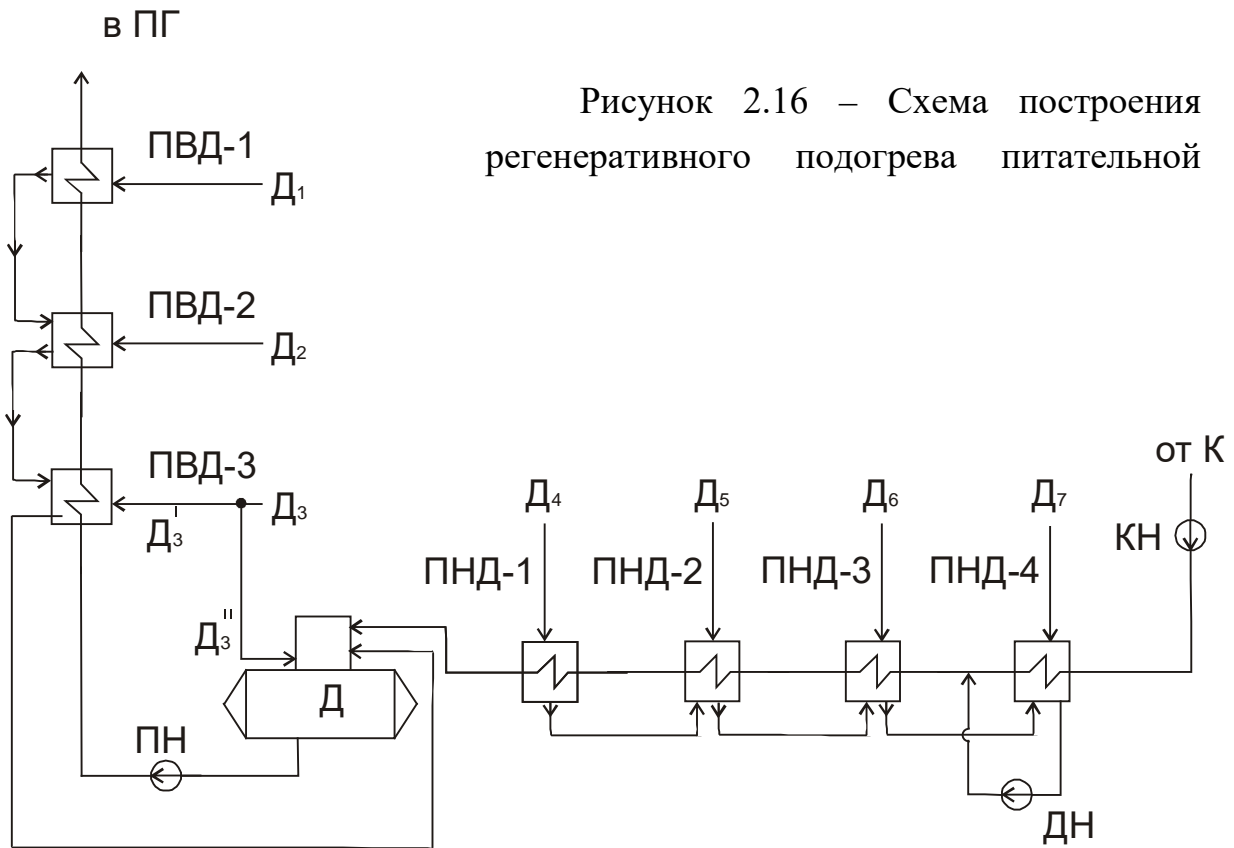 в ПГ
Рисунок 2.16 – Схема построения
регенеративного подогрева питательной
ПВД-1
Д1
ПВД-2
Д2
ПВД-3
Д3
Д3'
Д3"
от К
КН
Д4
Д5
Д6
Д7
ПНД-1
ПНД-2
ПНД-3
ПНД-4
Д
ПН
ДН